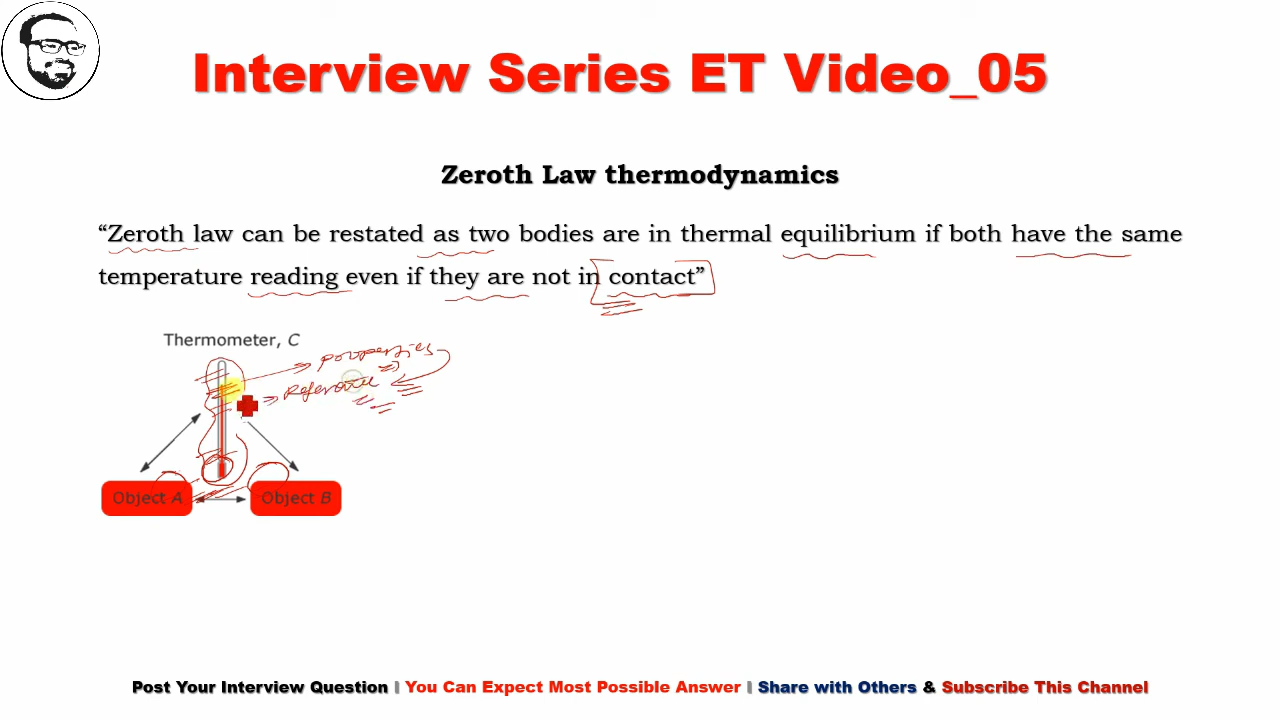 Interview Series ET Video_05
Zeroth Law thermodynamics
“Zeroth law can be restated as two bodies are in thermal equilibrium if both have the same
temperature reading even if they are not in contact”
Thermometer, C
properties
Reference
Object A
Object B
Post Your Interview Question | You Can Expect Most Possible Answer | Share with Others & Subscribe This Channel